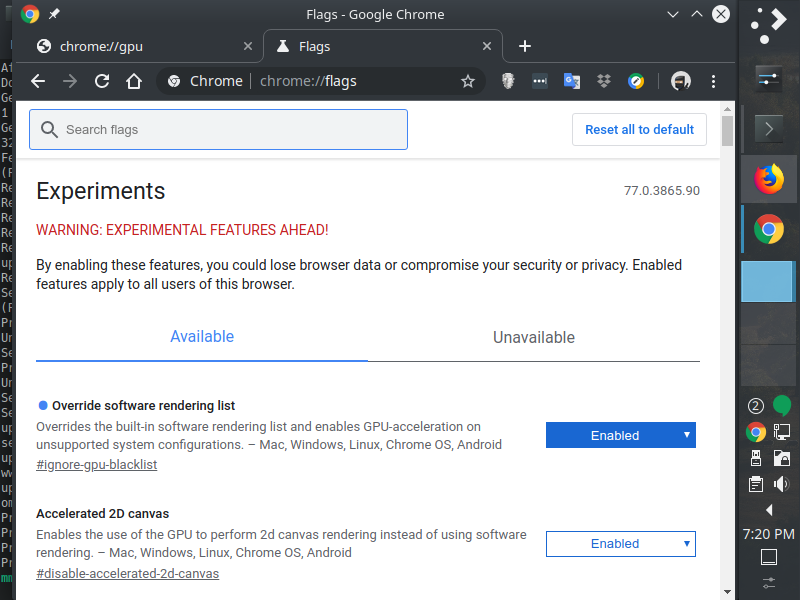 Flags - Google Chrome
chrome://gpu
Flags
Chrome
chrome://flags
Search flags
Reset all to default
Experiments
77.0.3865.90
WARNING: EXPERIMENTAL FEATURES AHEAD!
By enabling these features, you could lose browser data or compromise your security or privacy. Enabled
features apply to all users of this browser.
Available
Unavailable
Override software rendering list
Overrides the built-in software rendering list and enables GPU-acceleration on
unsupported system configurations. – Mac, Windows, Linux, Chrome OS, Android
#ignore-gpu-blacklist
Enabled
Accelerated 2D canvas
Enables the use of the GPU to perform 2d canvas rendering instead of using software
rendering. – Mac, Windows, Linux, Chrome OS, Android
#disable-accelerated-2d-canvas
Enabled
2
7:20 PM